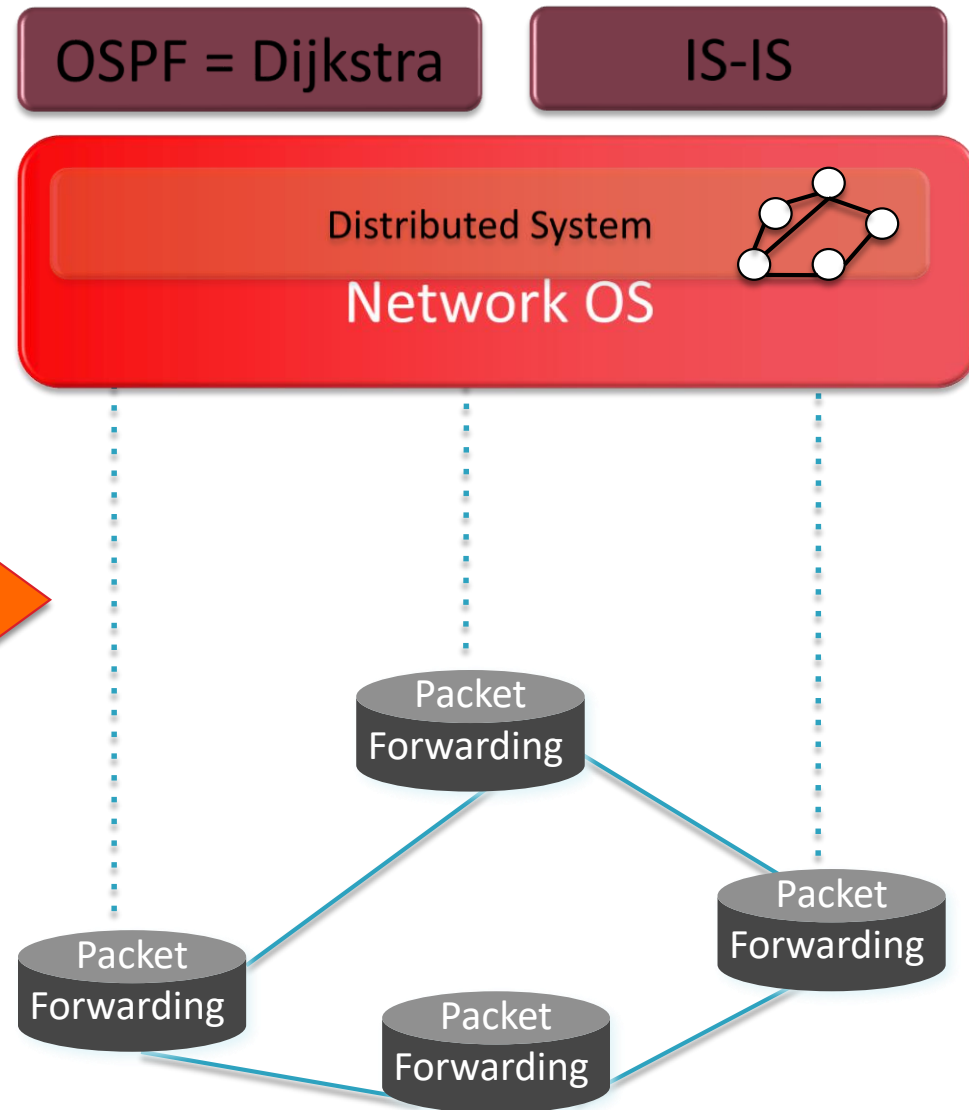 OSPF = Dijkstra
IS-IS
Distributed System
Network OS
Packet
Forwarding
Packet
Forwarding
Packet
Forwarding
Packet
Forwarding